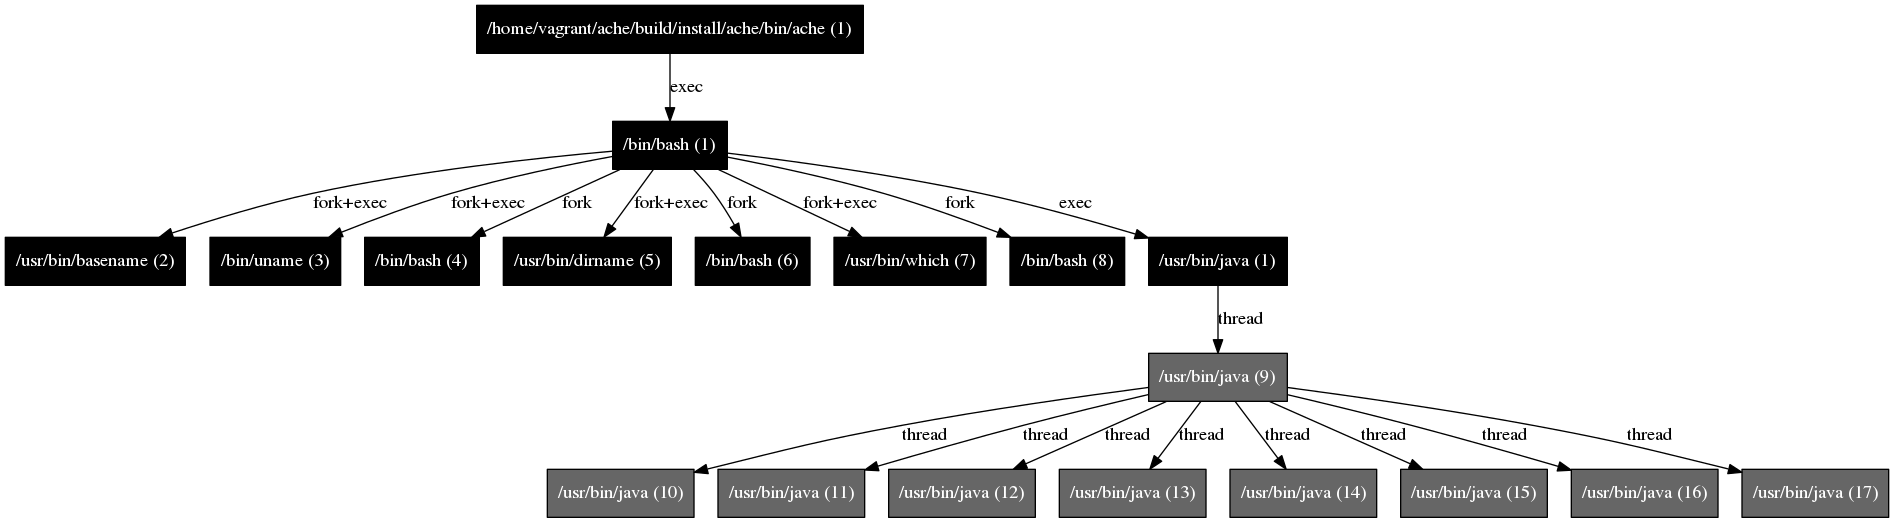 /home/vagrant/ache/build/install/ache/bin/ache (1)
exec
/bin/bash (1)
fork+exec
fork+exec
fork
fork+exec
fork
fork+exec
fork
exec
/usr/bin/basename (2)
/bin/uname (3)
/bin/bash (4)
/usr/bin/dirname (5)
/bin/bash (6)
/usr/bin/which (7)
/bin/bash (8)
/usr/bin/java (1)
thread
/usr/bin/java (9)
thread
thread
thread
thread
thread
thread
thread
thread
/usr/bin/java (10)
/usr/bin/java (11)
/usr/bin/java (12)
/usr/bin/java (13)
/usr/bin/java (14)
/usr/bin/java (15)
/usr/bin/java (16)
/usr/bin/java (17)